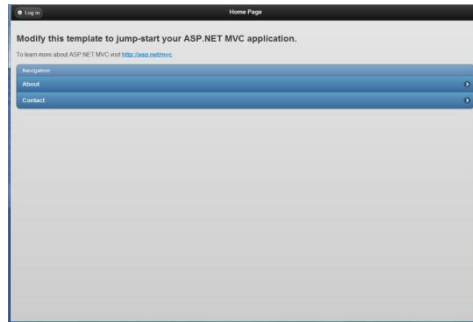 Log in
Home Page
Modify this template to jump-start your ASP.NET MVC application.
To learn more about ASP.NET MVC visit http://asp.net/mvc.
Navigation
About
Contact